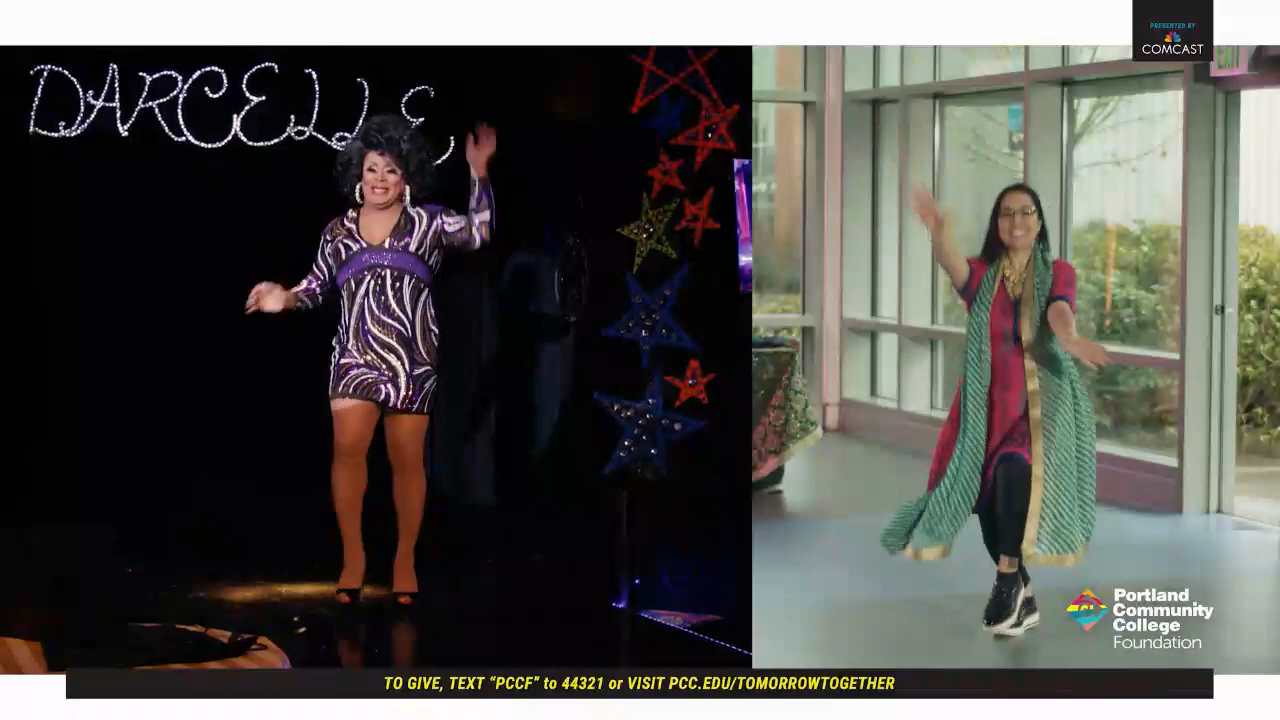 PRESENTED BY
COMCAST
DARCELLE
EXIT
Portland
Community
College
Foundation
TO GIVE, TEXT “PCCF” to 44321 or VISIT PCC.EDU/TOMORROWTOGETHER